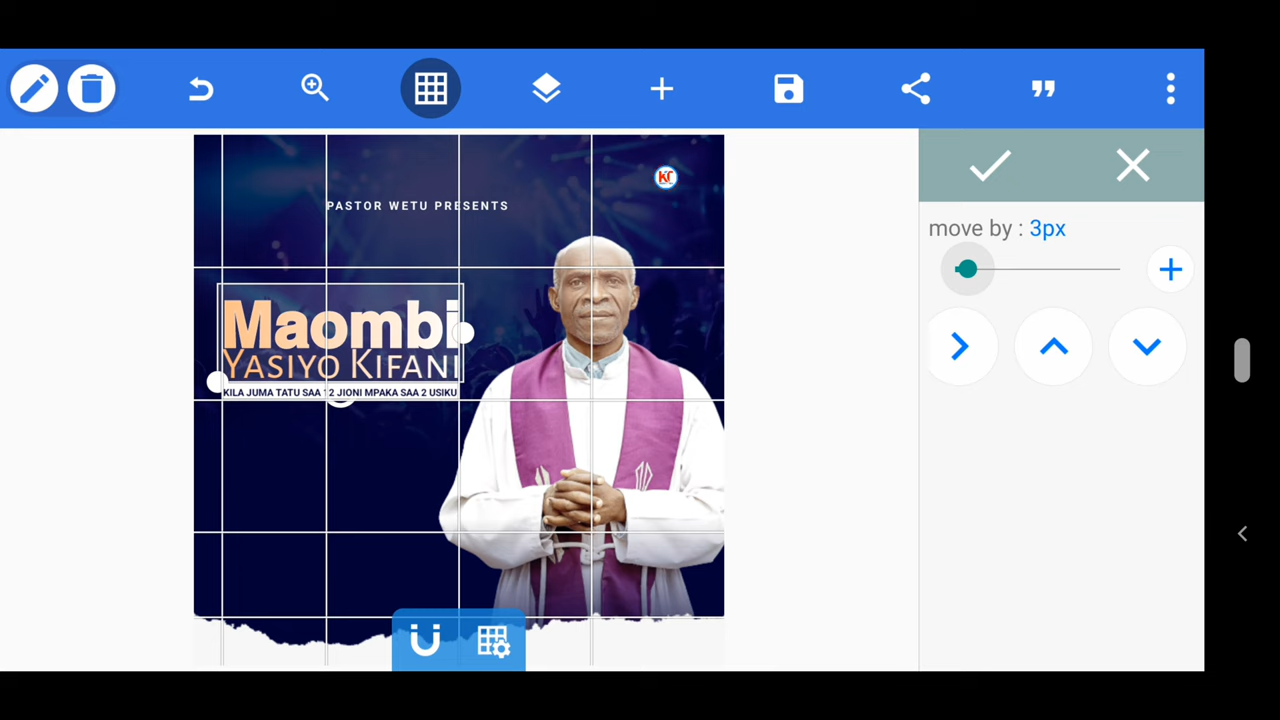 move by : 3px
KC
PASTOR WETU PRESENTS
Maombi
YASIYO KIFANI
KILA JUMA TATU SAA 12 JIONI MPAKA SAA 2 USIKU